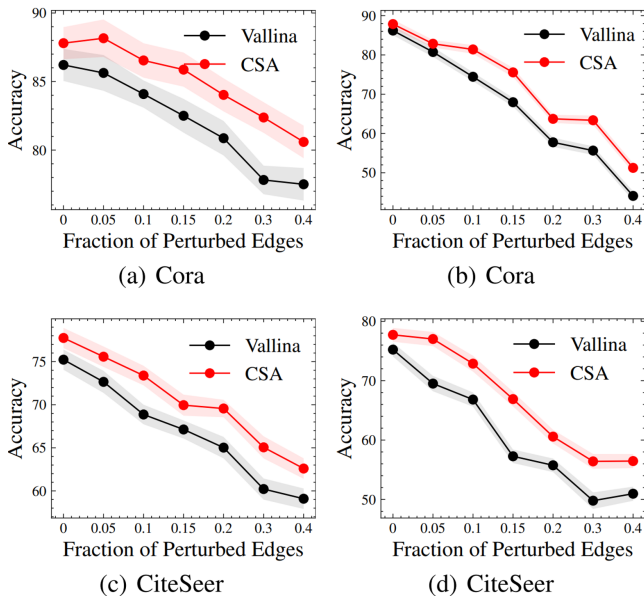 90
85
80
Accuracy
Vallina
CSA
0 0.05 0.1 0.15 0.2 0.3 0.4
Fraction of Perturbed Edges
(a) Cora
90
80
70
60
50
Accuracy
Vallina
CSA
0 0.05 0.1 0.15 0.2 0.3 0.4
Fraction of Perturbed Edges
(b) Cora
75
70
65
60
Accuracy
Vallina
CSA
0 0.05 0.1 0.15 0.2 0.3 0.4
Fraction of Perturbed Edges
(c) CiteSeer
80
70
60
50
Accuracy
Vallina
CSA
0 0.05 0.1 0.15 0.2 0.3 0.4
Fraction of Perturbed Edges
(d) CiteSeer